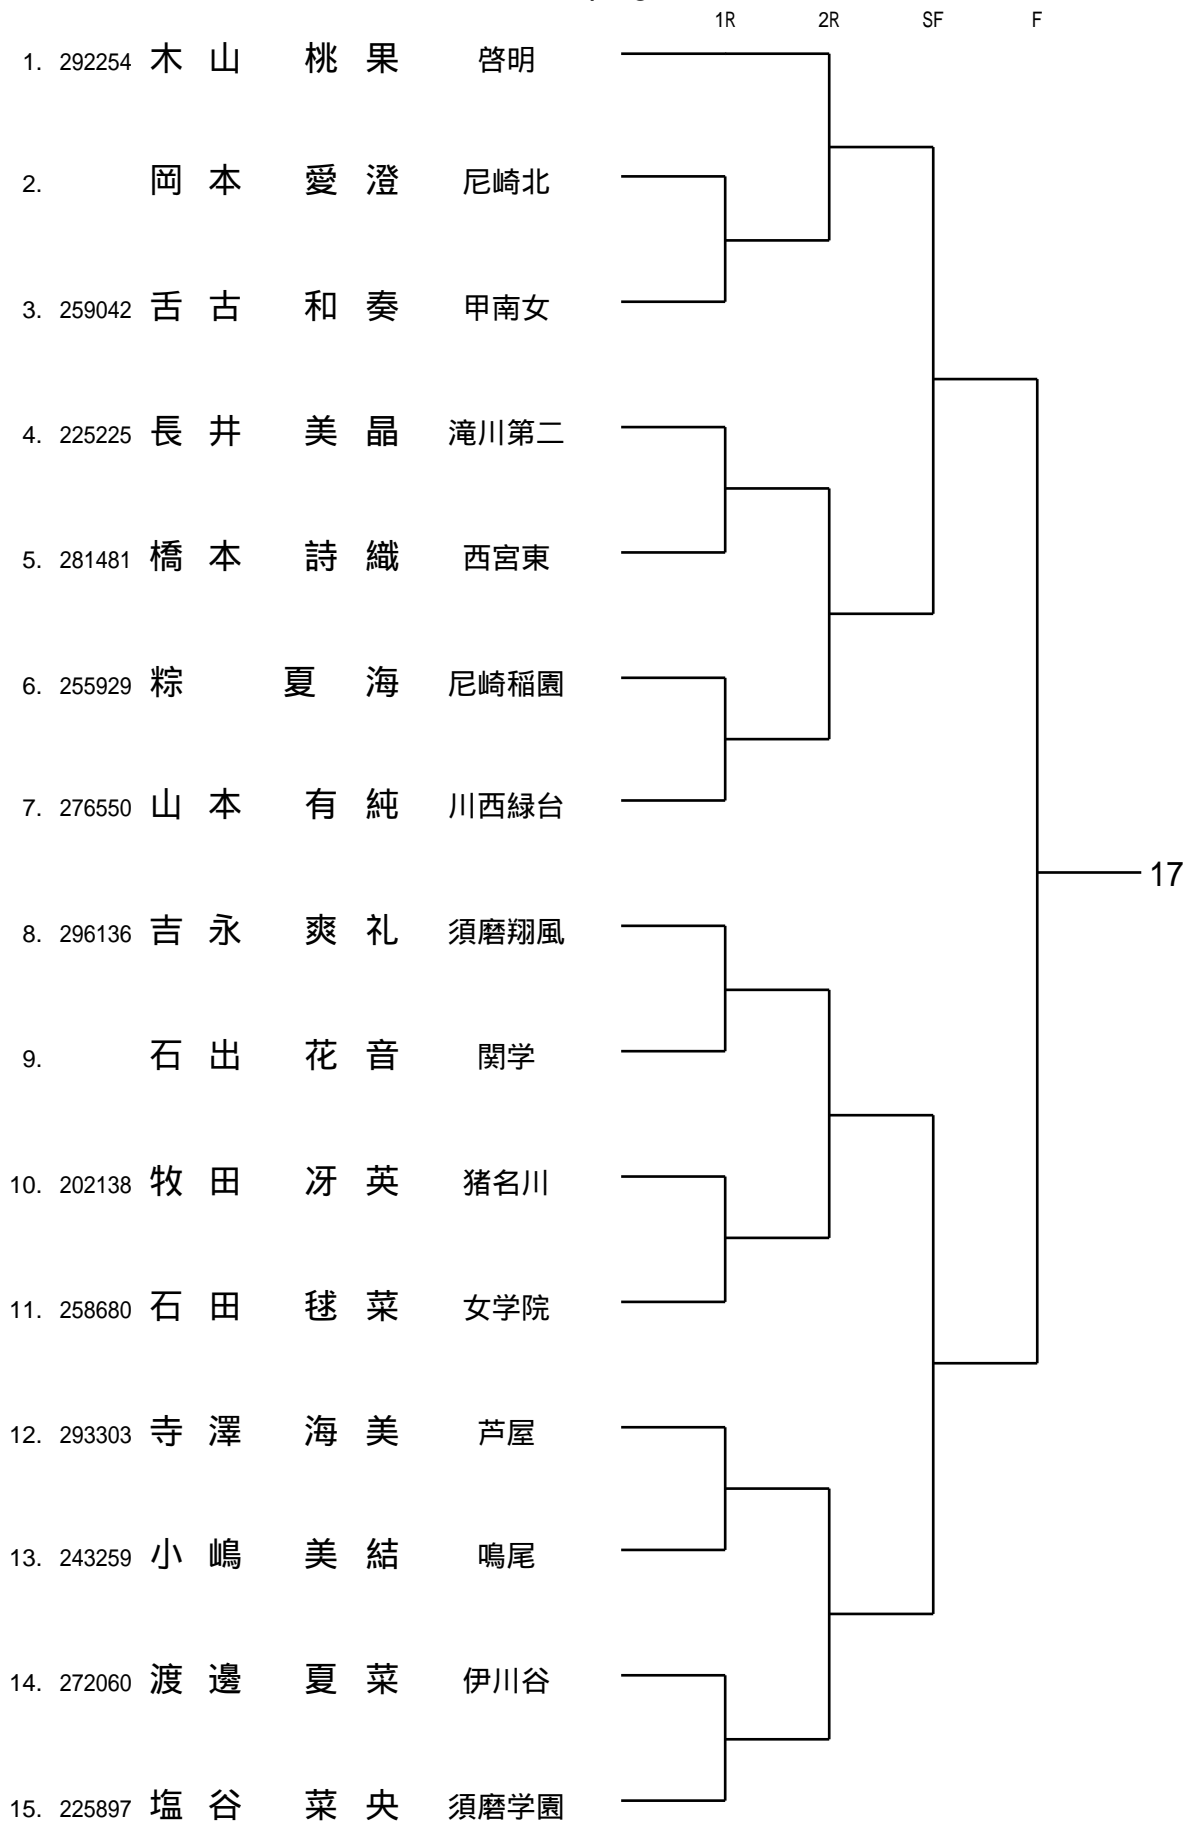 1R 2R SF F
1. 292254 木山 桃果 啓明
2. 岡本 愛澄 尼崎北
3. 259042 舌古 和奏 甲南女
4. 225225 長井 美晶 滝川第二
5. 281481 橋本 詩織 西宮東
6. 255929 粽 夏海 尼崎稲園
7. 276550 山本 有純 川西緑台
17
8. 296136 吉永 爽礼 須磨翔風
9. 石出 花音 関学
10. 202138 牧田 冴英 猪名川
11. 258680 石田 毬菜 女学院
12. 293303 寺澤 海美 芦屋
13. 243259 小嶋 美結 鳴尾
14. 272060 渡邊 夏菜 伊川谷
15. 225897 塩谷 菜央 須磨学園